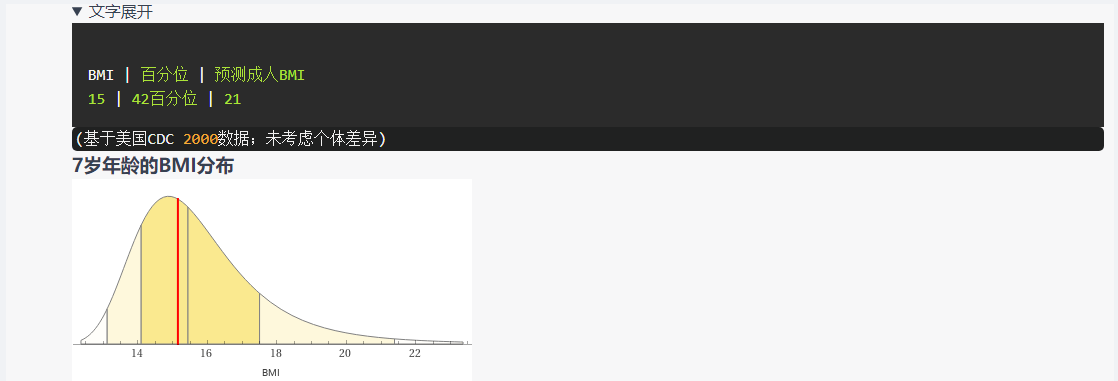 ▼ 文字展开
BMI | 百分位 | 预测成人BMI
15 | 42百分位 | 21
(基于美国CDC 2000数据；未考虑个体差异)
7岁年龄的BMI分布
14 16 18 20 22
BMI